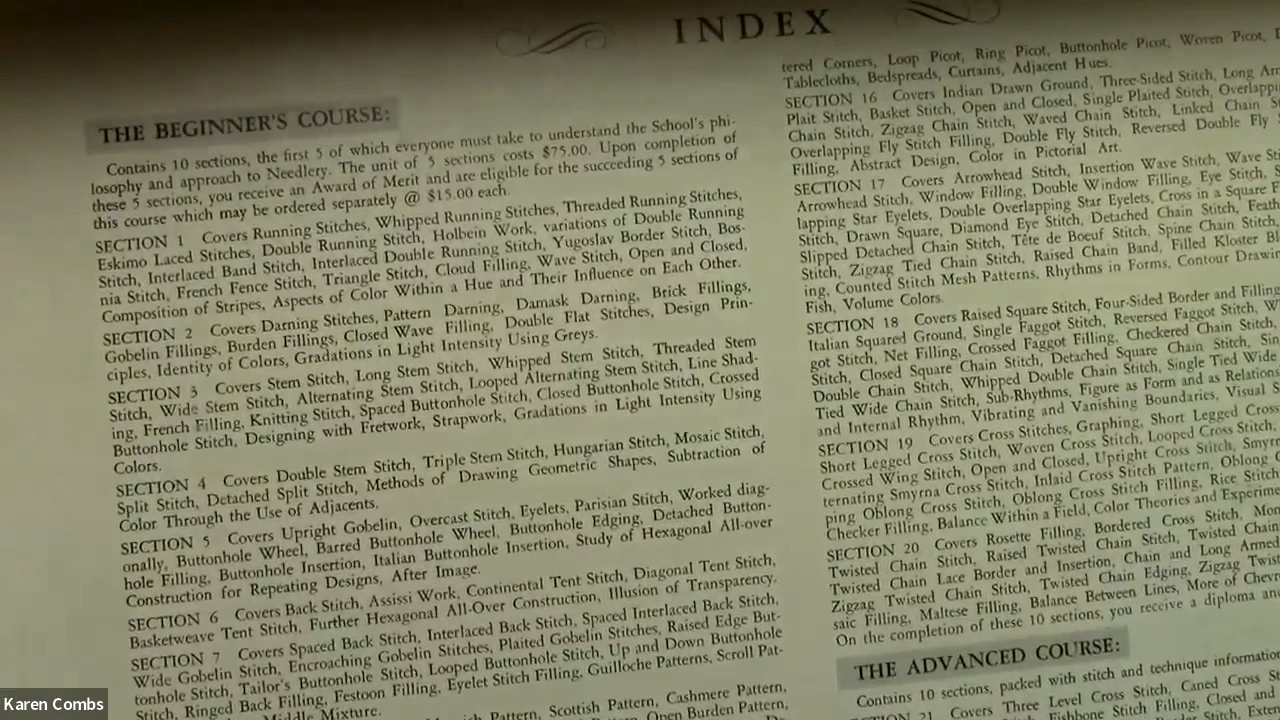 INDEX
THE BEGINNER'S COURSE:
Contains 10 sections, the first 5 of which everyone must take to understand the School's phi-
losophy and approach to Needlery. The unit of 5 sections costs $75.00. Upon completion of
these 5 sections, you receive an Award of Merit and are eligible for the succeeding 5 sections of
this course which may be ordered separately @ $15.00 each.
SECTION 1 Covers Running Stitches, Whipped Running Stitches, Threaded Running Stitches,
Eskimo Laced Stitches, Double Running Stitch, Holbein Work, variations of Double Running
Stitch, Interlaced Band Stitch, Interlaced Double Running Stitch, Yugoslav Border Stitch, Bos-
nia Stitch, French Fence Stitch, Triangle Stitch, Cloud Filling, Wave Stitch, Open and Closed,
Composition of Stripes, Aspects of Color Within a Hue and Their Influence on Each Other.
SECTION 2 Covers Darning Stitches, Pattern Darning, Damask Darning, Brick Fillings,
Gobelin Fillings, Burden Fillings, Closed Wave Filling, Double Flat Stitches, Design Prin-
ciples, Identity of Colors, Gradations in Light Intensity Using Greys.
SECTION 3 Covers Stem Stitch, Long Stem Stitch, Whipped Stem Stitch, Threaded Stem
Stitch, Wide Stem Stitch, Alternating Stem Stitch, Looped Alternating Stem Stitch, Line Shad-
ing, French Filling, Knitting Stitch, Spaced Buttonhole Stitch, Closed Buttonhole Stitch, Crossed
Buttonhole Stitch, Designing with Fretwork, Strapwork, Gradations in Light Intensity Using
Colors.
SECTION 4 Covers Double Stem Stitch, Triple Stem Stitch, Hungarian Stitch, Mosaic Stitch,
Split Stitch, Detached Split Stitch, Methods of Drawing Geometric Shapes, Subtraction of
Color Through the Use of Adjacents.
SECTION 5 Covers Upright Gobelin, Overcast Stitch, Eyelets, Parisian Stitch, Worked diag-
onally, Buttonhole Wheel, Barred Buttonhole Wheel, Buttonhole Edging, Detached Button-
hole Filling, Buttonhole Insertion, Italian Buttonhole Insertion, Study of Hexagonal All-over
Construction for Repeating Designs, After Image.
SECTION 6 Covers Back Stitch, Assissi Work, Continental Tent Stitch, Diagonal Tent Stitch,
Basketweave Tent Stitch, Further Hexagonal All-Over Construction, Illusion of Transparency.
SECTION 7 Covers Spaced Back Stitch, Interlaced Back Stitch, Spaced Interlaced Back Stitch,
Wide Gobelin Stitch, Encroaching Gobelin Stitches, Plaited Gobelin Stitches, Raised Edge But-
tonhole Stitch, Tailor's Buttonhole Stitch, Looped Buttonhole Stitch, Up and Down Buttonhole
Stitch, Ringed Back Filling, Festoon Filling, Eyelet Stitch Filling, Guilloche Patterns, Scroll Pat-
Middle Mixture.
Pattern, Scottish Pattern, Cashmere Pattern,
Open Burden Pattern,
tered Corners, Loop Picot, Ring Picot, Buttonhole Picot, Woven Picot,
Tablecloths, Bedspreads, Curtains, Adjacent Hues.
SECTION 16 Covers Indian Drawn Ground, Three-Sided Stitch, Long
Plait Stitch, Basket Stitch, Open and Closed, Single Plaited Stitch,
Chain Stitch, Zigzag Chain Stitch, Waved Chain Stitch, Linked Chain
Overlapping Fly Stitch Filling, Double Fly Stitch, Reversed Double Fly
Filling, Abstract Design, Color in Pictorial Art.
SECTION 17 Covers Arrowhead Stitch, Insertion Wave Stitch, Wave
Arrowhead Stitch, Window Filling, Double Window Filling, Eye Stitch,
lapping Star Eyelets, Double Overlapping Star Eyelets, Cross in a Square
Stitch, Drawn Square, Diamond Eye Stitch, Detached Chain Stitch,
Slipped Detached Chain Stitch, Tête de Boeuf Stitch, Spine Chain Stitch,
Stitch, Zigzag Tied Chain Stitch, Raised Chain Band, Filled Kloster
ing, Counted Stitch Mesh Patterns, Rhythms in Forms, Contour
Fish, Volume Colors.
SECTION 18 Covers Raised Square Stitch, Four-Sided Border and Filling
Italian Squared Ground, Single Faggot Stitch, Reversed Faggot Stitch,
got Stitch, Net Filling, Crossed Faggot Filling, Checkered Chain Stitch,
Stitch, Closed Square Chain Stitch, Detached Square Chain Stitch,
Double Chain Stitch, Whipped Double Chain Stitch, Single Tied Wide
Tied Wide Chain Stitch, Sub-Rhythms, Figure as Form and as
and Internal Rhythm, Vibrating and Vanishing Boundaries, Visual
SECTION 19 Covers Cross Stitches, Graphing, Short Legged Cross
Short Legged Cross Stitch, Woven Cross Stitch, Looped Cross Stitch,
Crossed Wing Stitch, Open and Closed, Upright Cross Stitch,
ternating Smyrna Cross Stitch, Inlaid Cross Stitch Pattern, Oblong
ping Oblong Cross Stitch, Oblong Cross Stitch Filling, Rice Stitch
Checker Filling, Balance Within a Field, Color Theories and
SECTION 20 Covers Rosette Filling, Bordered Cross Stitch,
Twisted Chain Stitch, Raised Twisted Chain Stitch, Twisted Chain
Twisted Chain Lace Border and Insertion, Chain and Long Armed
Zigzag Twisted Chain Stitch, Twisted Chain Edging, Zigzag
saic Filling, Maltese Filling, Balance Between Lines, More of
On the completion of these 10 sections, you receive a diploma and
THE ADVANCED COURSE:
Contains 10 sections, packed with stitch and technique information
Covers Three Level Cross Stitch, Caned Cross
Fishbone Stitch Filling, Closed and
Karen Combs